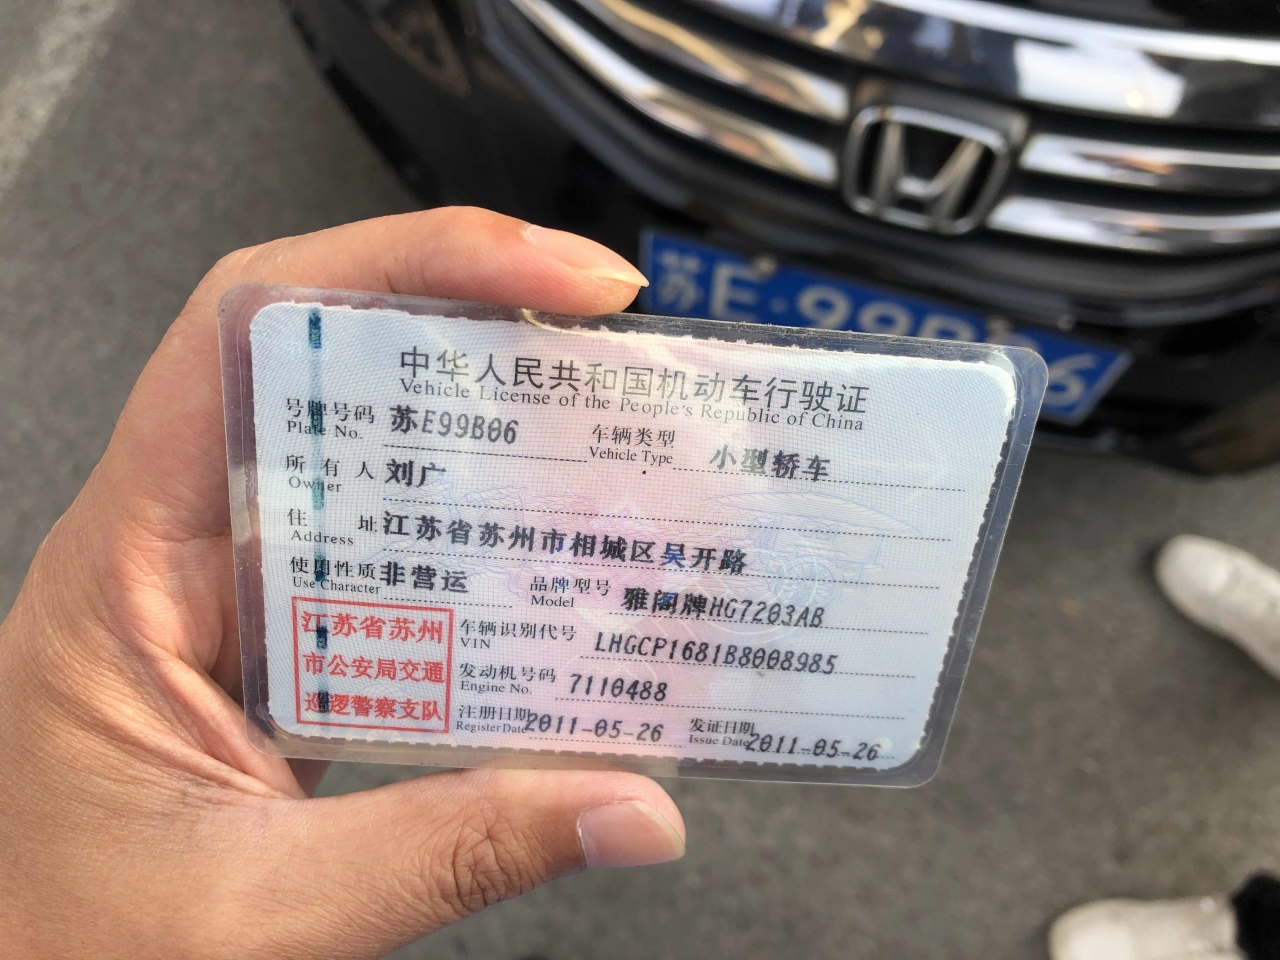 苏E·99B06
中华人民共和国机动车行驶证
Vehicle License of the People's Republic of China
号牌号码 苏E99B06 车辆类型 小型轿车
Plate No. Vehicle Type
所有人 刘广
Owner
住址 江苏省苏州市相城区吴开路
Address
使用性质 非营运 品牌型号 雅阁牌HG7203AB
Use Character Model
江苏省苏州
市公安局交通
巡逻警察支队
车辆识别代号 LHGCP1681B8008985
VIN
发动机号码 7110488
Engine No.
注册日期 2011-05-26 发证日期 2011-05-26
Register Date Issue Date